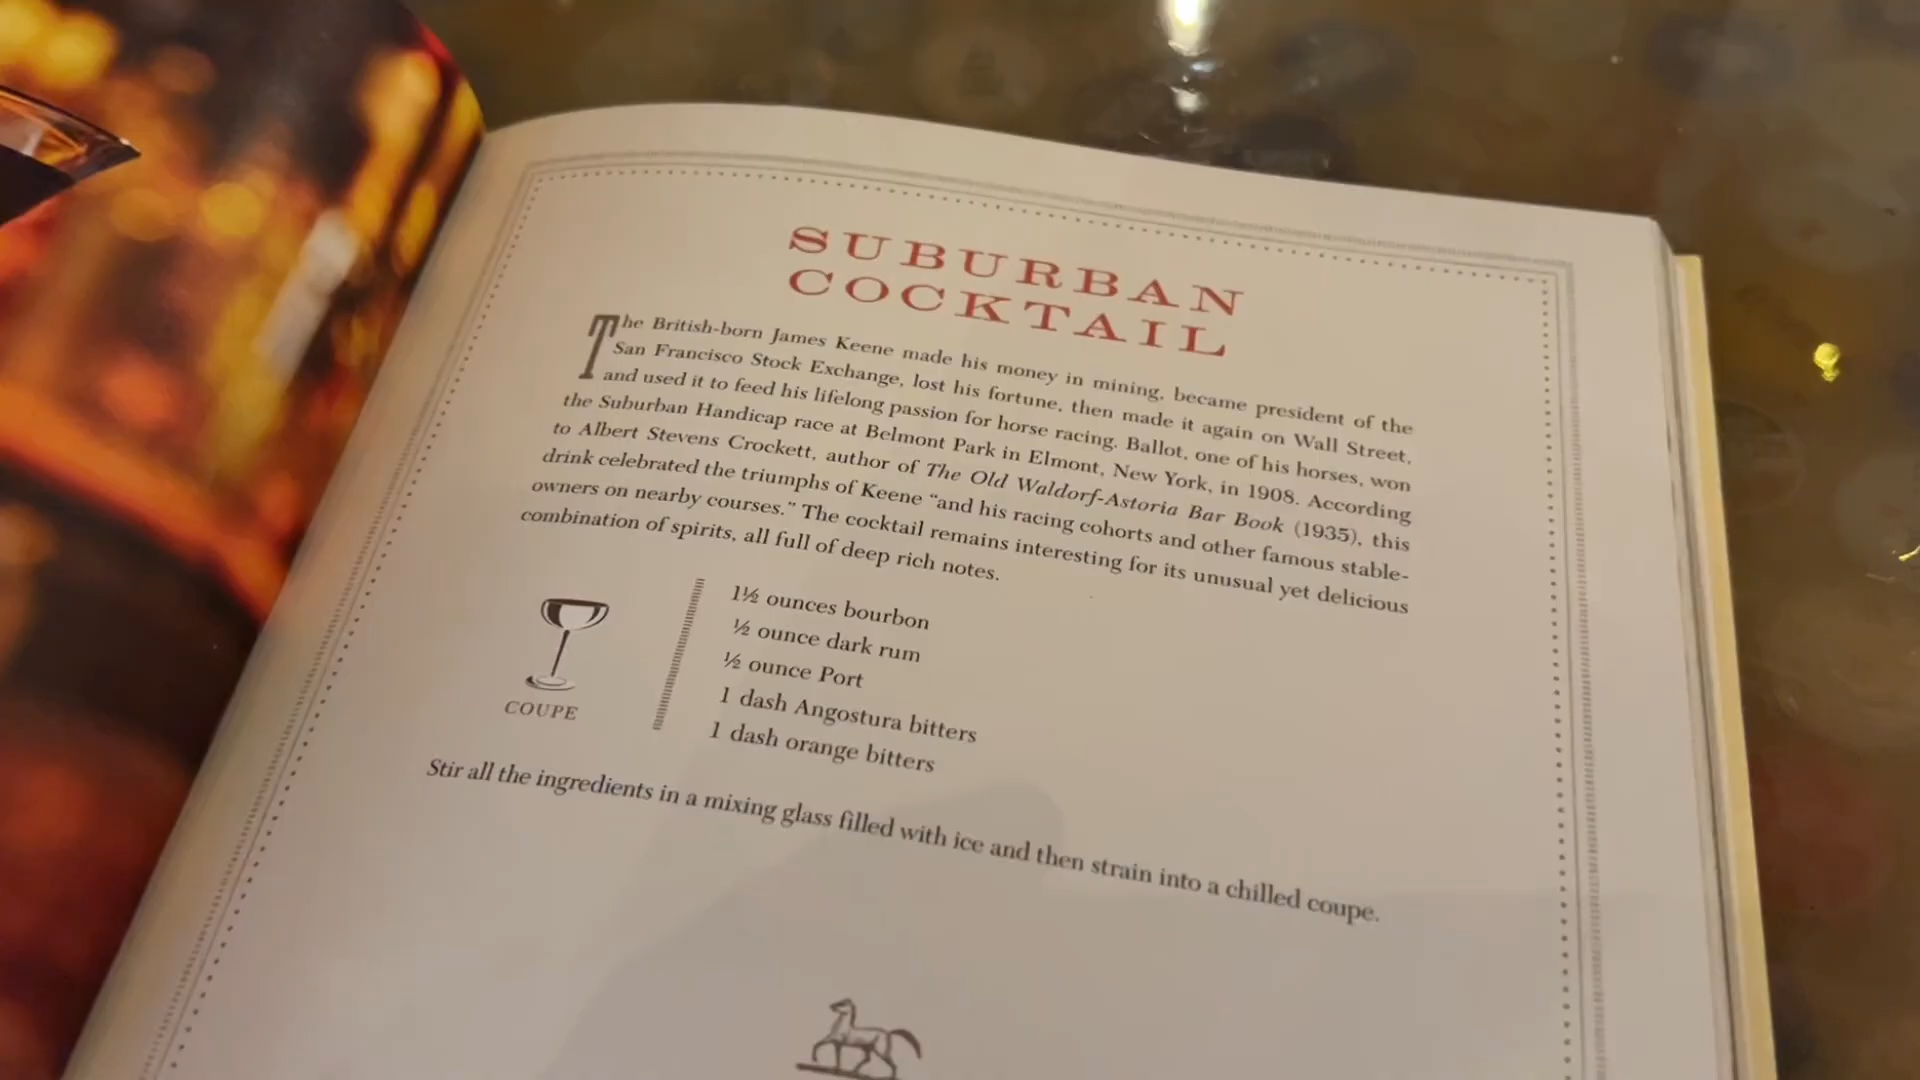 SUBURBAN
COCKTAIL
The British-born James Keene made his money in mining, became president of the
San Francisco Stock Exchange, lost his fortune, then made it again on Wall Street,
and used it to feed his lifelong passion for horse racing. Ballot, one of his horses, won
the Suburban Handicap race at Belmont Park in Elmont, New York, in 1908. According
to Albert Stevens Crockett, author of The Old Waldorf-Astoria Bar Book (1935), this
drink celebrated the triumphs of Keene “and his racing cohorts and other famous stable-
owners on nearby courses.” The cocktail remains interesting for its unusual yet delicious
combination of spirits, all full of deep rich notes.
COUPE
1½ ounces bourbon
½ ounce dark rum
½ ounce Port
1 dash Angostura bitters
1 dash orange bitters
Stir all the ingredients in a mixing glass filled with ice and then strain into a chilled coupe.